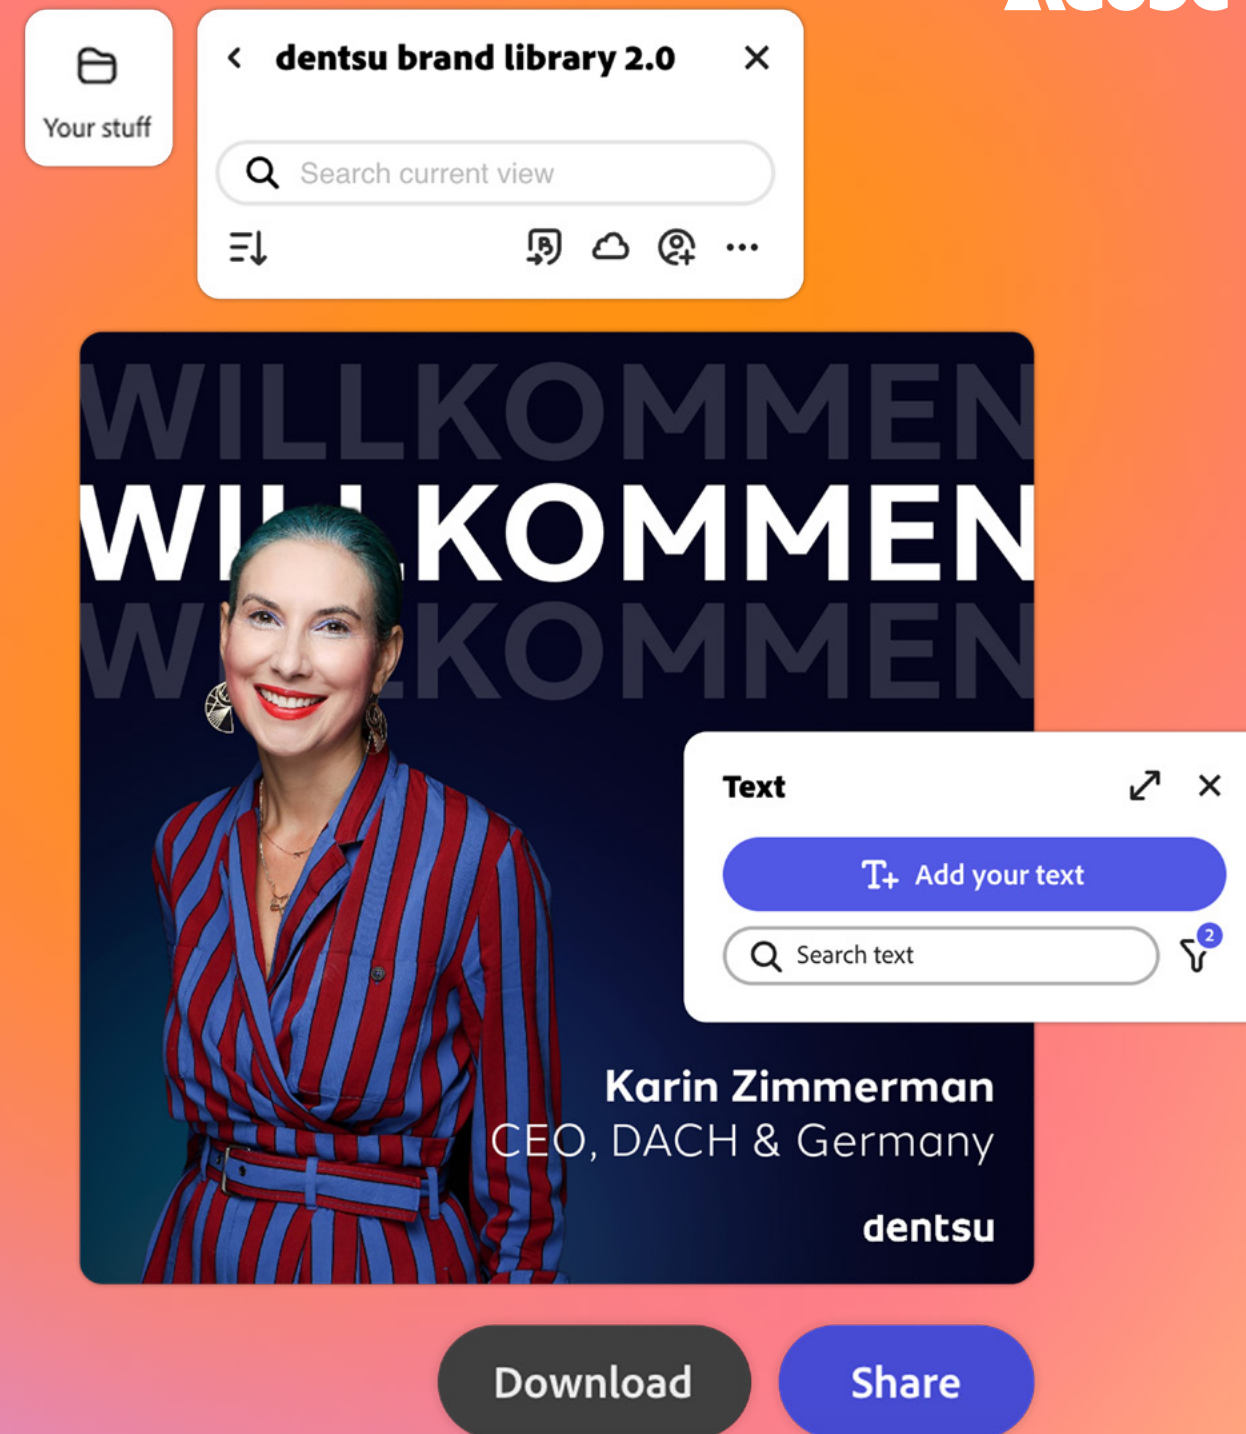 Your stuff
dentsu brand library 2.0
Search current view
WILLKOMMEN
WILLKOMMEN
WILLKOMMEN
Text
Add your text
Search text
2
Karin Zimmerman
CEO, DACH & Germany
dentsu
Download
Share